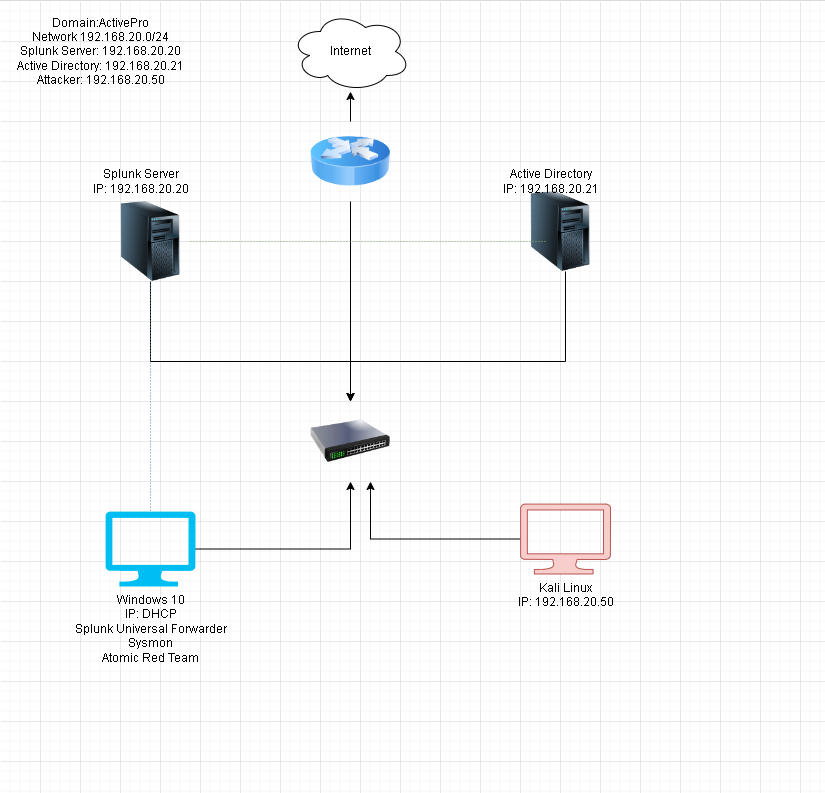 Domain:ActivePro
Network 192.168.20.0/24
Splunk Server: 192.168.20.20
Active Directory: 192.168.20.21
Attacker: 192.168.20.50
Internet
Splunk Server
IP: 192.168.20.20
Active Directory
IP: 192.168.20.21
Windows 10
IP: DHCP
Splunk Universal Forwarder
Sysmon
Atomic Red Team
Kali Linux
IP: 192.168.20.50